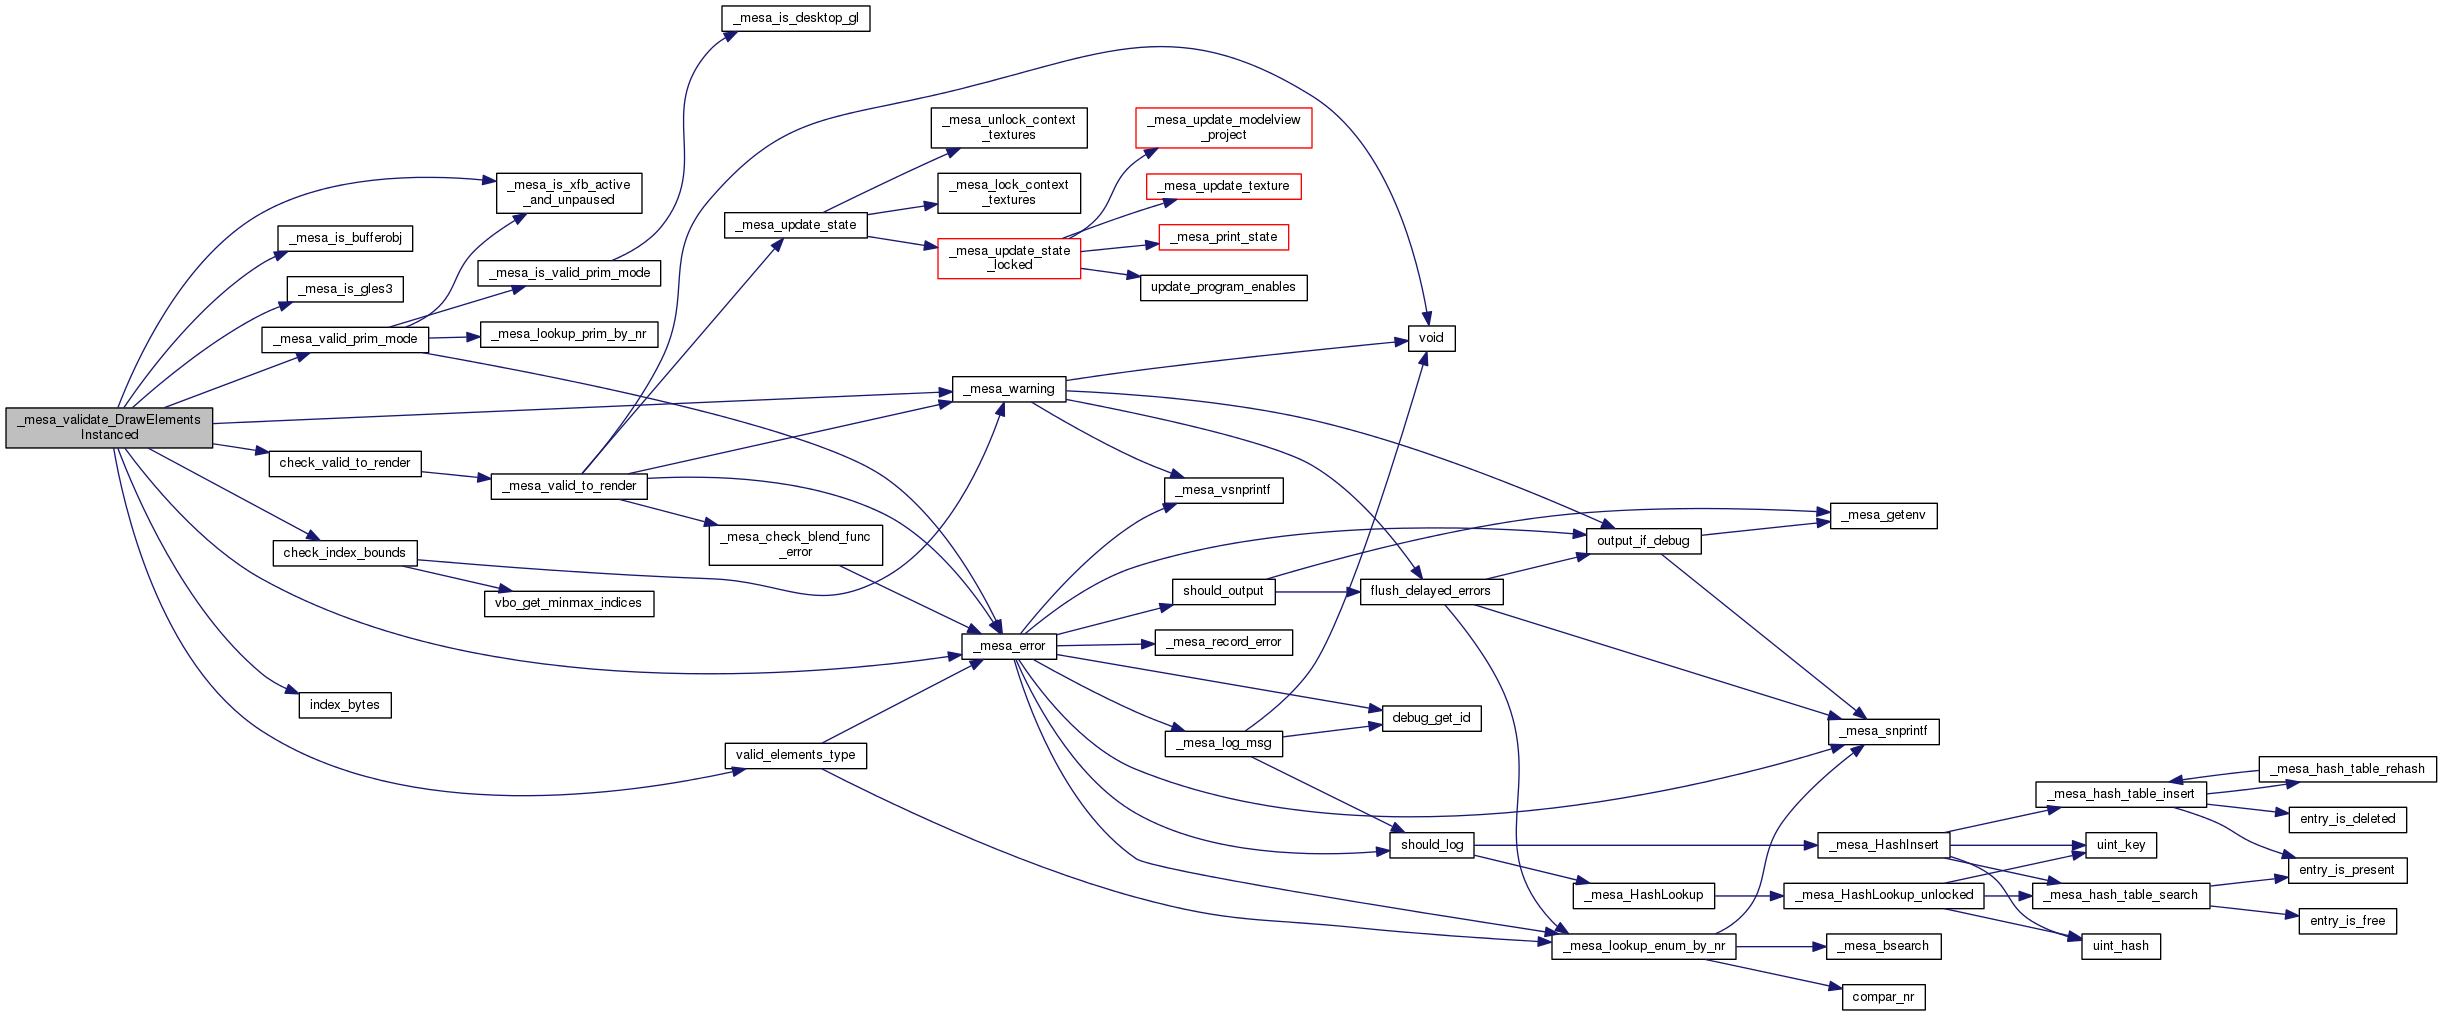 _mesa_validate_DrawElements
Instanced
_mesa_is_xfb_active
_and_unpaused
_mesa_is_bufferobj
_mesa_is_gles3
_mesa_valid_prim_mode
check_valid_to_render
check_index_bounds
index_bytes
_mesa_is_valid_prim_mode
_mesa_lookup_prim_by_nr
_mesa_valid_to_render
vbo_get_minmax_indices
_mesa_is_desktop_gl
_mesa_update_state
_mesa_check_blend_func
_error
valid_elements_type
_mesa_unlock_context
_textures
_mesa_lock_context
_textures
_mesa_update_state
_locked
_mesa_warning
_mesa_error
_mesa_update_modelview
_project
_mesa_update_texture
_mesa_print_state
update_program_enables
_mesa_vsnprintf
should_output
_mesa_record_error
_mesa_log_msg
void
flush_delayed_errors
debug_get_id
should_log
output_if_debug
_mesa_HashLookup
_mesa_lookup_enum_by_nr
_mesa_getenv
_mesa_snprintf
_mesa_HashInsert
_mesa_HashLookup_unlocked
_mesa_bsearch
compar_nr
_mesa_hash_table_insert
uint_key
_mesa_hash_table_search
uint_hash
_mesa_hash_table_rehash
entry_is_deleted
entry_is_present
entry_is_free